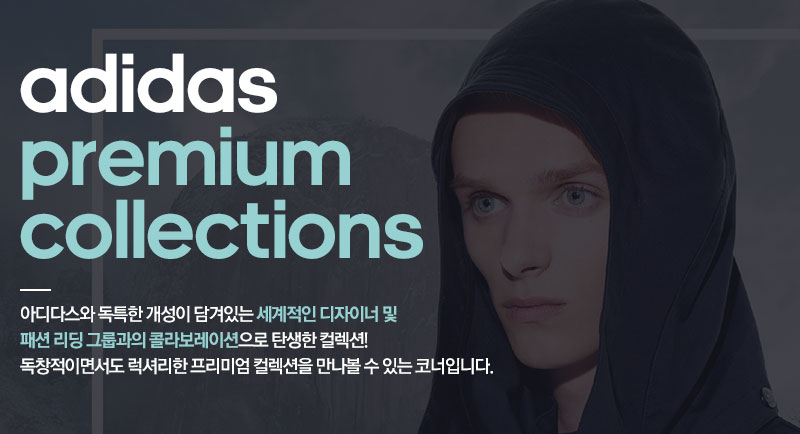 adidas
premium
collections
아디다스와 독특한 개성이 담겨있는 세계적인 디자이너 및
패션 리딩 그룹과의 콜라보레이션으로 탄생한 컬렉션!
독창적이면서도 럭셔리한 프리미엄 컬렉션을 만나볼 수 있는 코너입니다.